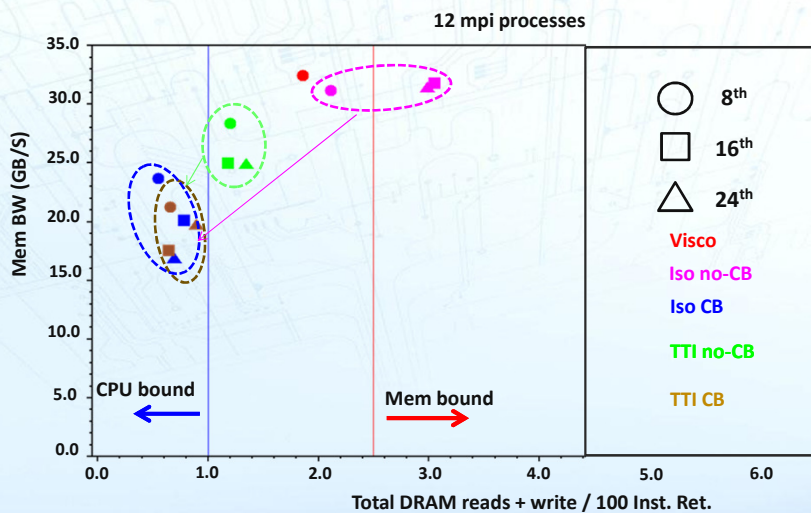 12 mpi processes
35.0
30.0
25.0
20.0
15.0
10.0
5.0
0.0
Mem BW (GB/S)
CPU bound
Mem bound
0.0 1.0 2.0 3.0 4.0 5.0 6.0
Total DRAM reads + write / 100 Inst. Ret.
8th
16th
24th
Visco
Iso no-CB
Iso CB
TTI no-CB
TTI CB